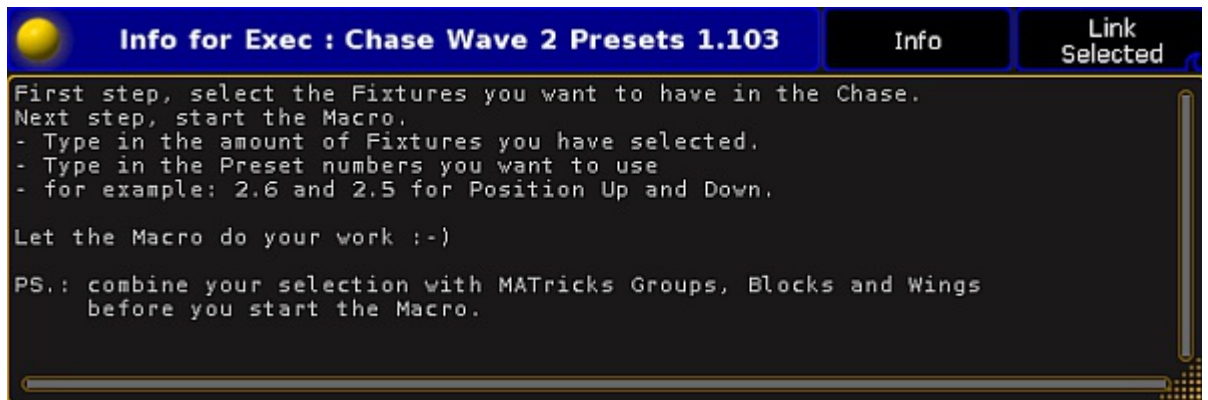 Info for Exec : Chase Wave 2 Presets 1.103
Info
Link
Selected
First step, select the Fixtures you want to have in the Chase.
Next step, start the Macro.
- Type in the amount of Fixtures you have selected.
- Type in the Preset numbers you want to use
- for example: 2.6 and 2.5 for Position Up and Down.
Let the Macro do your work :-)
PS.: combine your selection with MATricks Groups, Blocks and Wings
before you start the Macro.